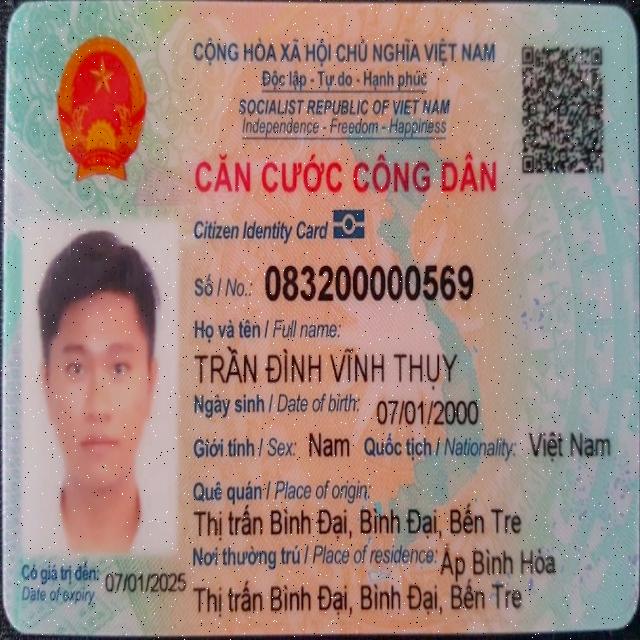 CỘNG HÒA XÃ HỘI CHỦ NGHĨA VIỆT NAM
Độc lập - Tự do - Hạnh phúc
SOCIALIST REPUBLIC OF VIET NAM
Independence - Freedom - Happiness
CĂN CƯỚC CÔNG DÂN
Citizen Identity Card
Số / No.: 083200000569
Họ và tên / Full name:
TRẦN ĐÌNH VĨNH THỤY
Ngày sinh / Date of birth: 07/01/2000
Giới tính / Sex: Nam Quốc tịch / Nationality: Việt Nam
Quê quán / Place of origin:
Thị trấn Bình Đại, Bình Đại, Bến Tre
Nơi thường trú / Place of residence: Ấp Bình Hòa
Thị trấn Bình Đại, Bình Đại, Bến Tre
Có giá trị đến: 07/01/2025
Date of expiry